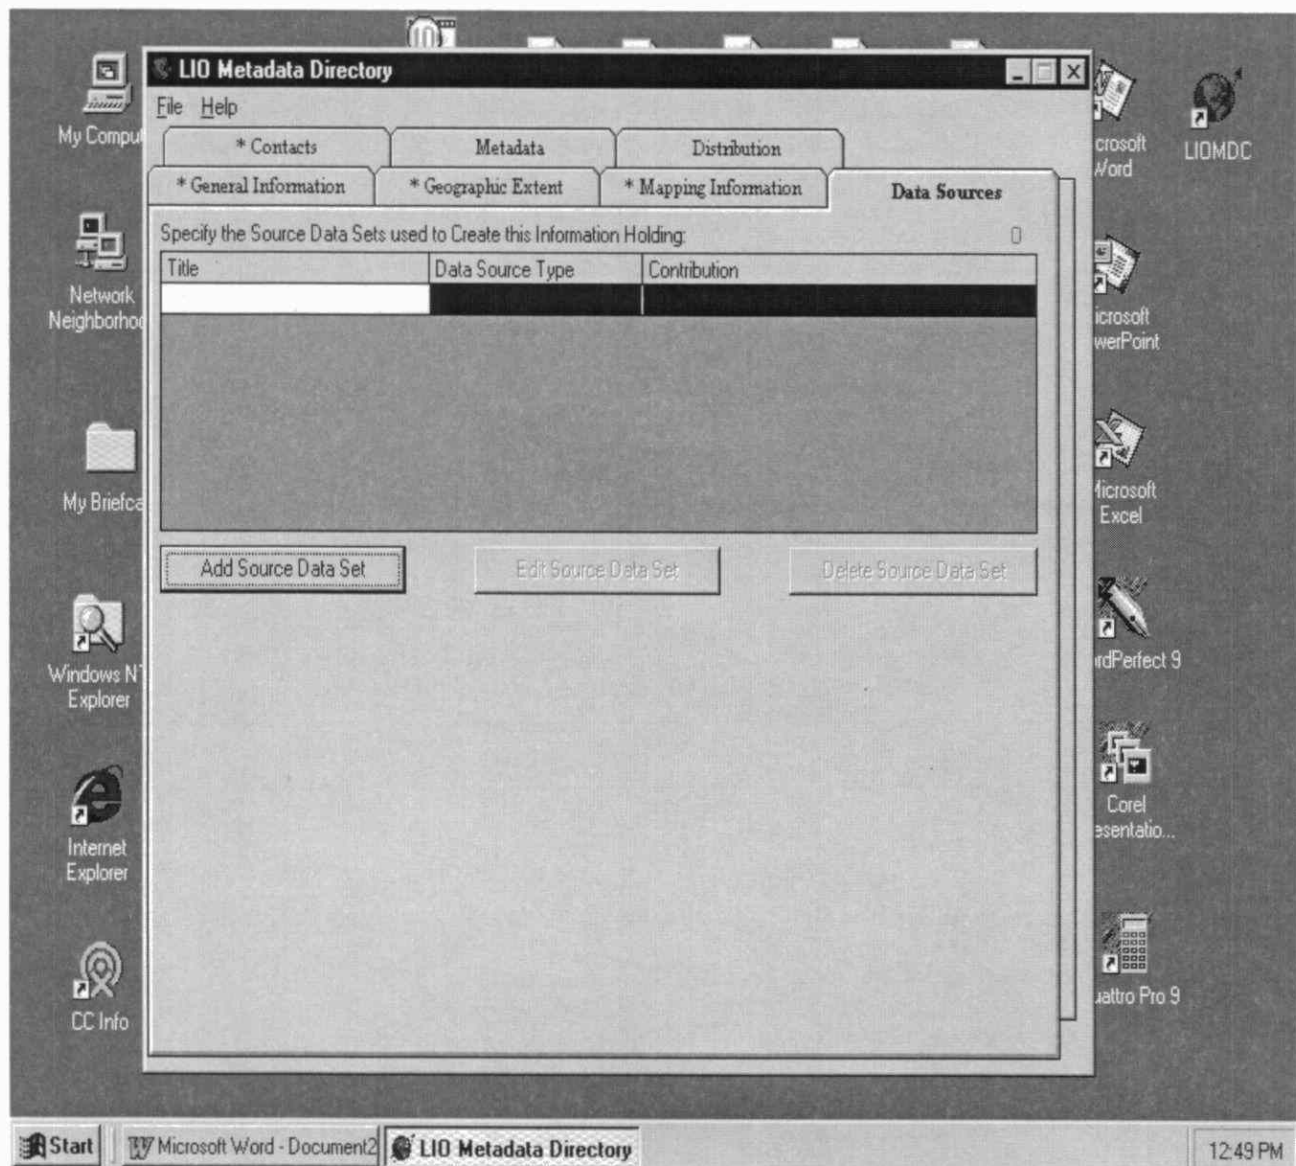 LIO Metadata Directory
File Help
* Contacts Metadata Distribution
* General Information * Geographic Extent * Mapping Information Data Sources
Specify the Source Data Sets used to Create this Information Holding: 0
Title Data Source Type Contribution
Add Source Data Set Edit Source Data Set Delete Source Data Set
My Comput
Network
Neighborhoo
My Briefca
Windows N
Explorer
Internet
Explorer
CC Info
crosoft
Word
LIOMDC
icrosoft
werPoint
Microsoft
Excel
rdPerfect 9
Corel
esentatio...
uattro Pro 9
Start Microsoft Word - Document2 LIO Metadata Directory 12:49 PM